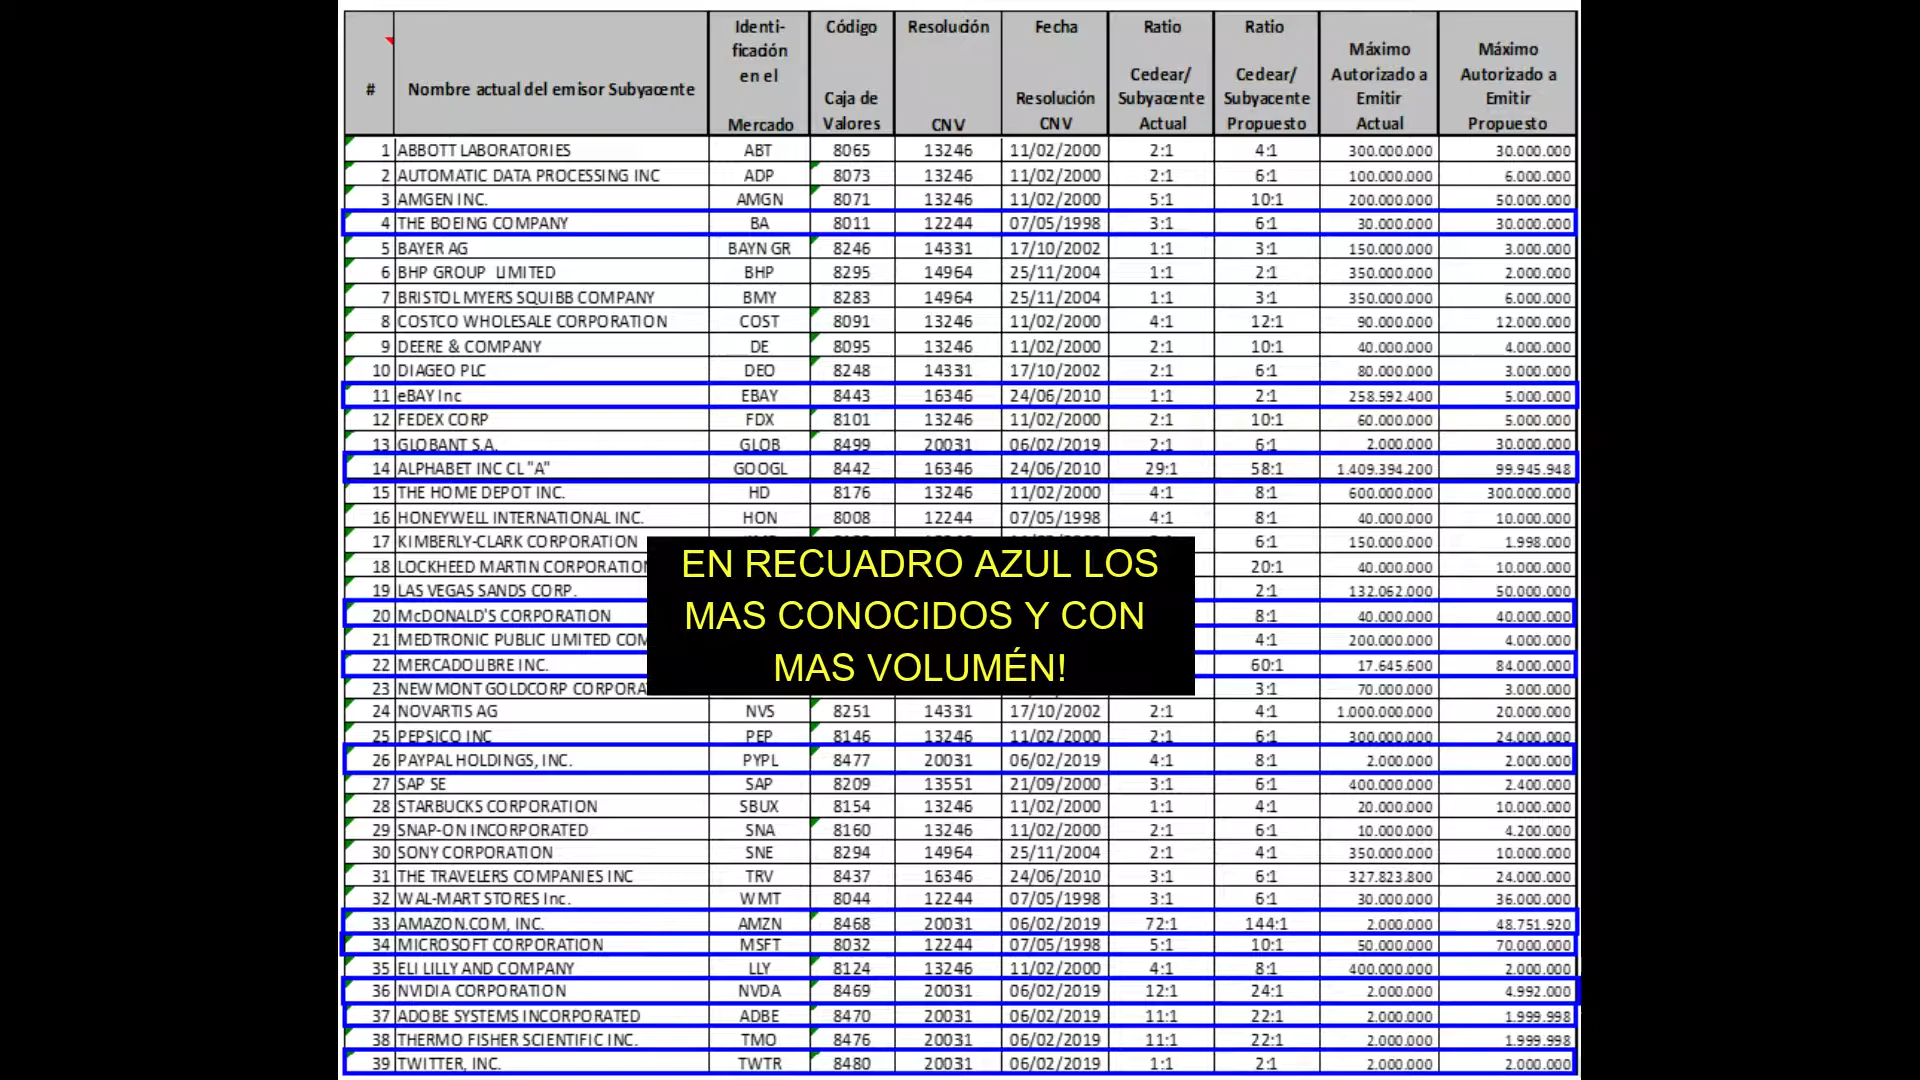 # Nombre actual del emisor Subyacente Identi-ficación en el Mercado Código Caja de Valores Resolución CNV Fecha Resolución CNV Ratio Cedear/ Subyacente Actual Ratio Cedear/ Subyacente Propuesto Máximo Autorizado a Emitir Actual Máximo Autorizado a Emitir Propuesto
1 ABBOTT LABORATORIES ABT 8065 13246 11/02/2000 2:1 4:1 300.000.000 30.000.000
2 AUTOMATIC DATA PROCESSING INC ADP 8073 13246 11/02/2000 2:1 6:1 100.000.000 6.000.000
3 AMGEN INC. AMGN 8071 13246 11/02/2000 5:1 10:1 200.000.000 50.000.000
4 THE BOEING COMPANY BA 8011 12244 07/05/1998 3:1 6:1 30.000.000 30.000.000
5 BAYER AG BAYN GR 8246 14331 17/10/2002 1:1 3:1 150.000.000 3.000.000
6 BHP GROUP LIMITED BHP 8295 14964 25/11/2004 1:1 2:1 350.000.000 2.000.000
7 BRISTOL MYERS SQUIBB COMPANY BMY 8283 14964 25/11/2004 1:1 3:1 350.000.000 6.000.000
8 COSTCO WHOLESALE CORPORATION COST 8091 13246 11/02/2000 4:1 12:1 90.000.000 12.000.000
9 DEERE & COMPANY DE 8095 13246 11/02/2000 2:1 10:1 40.000.000 4.000.000
10 DIAGEO PLC DEO 8248 14331 17/10/2002 2:1 6:1 80.000.000 3.000.000
11 eBAY Inc EBAY 8443 16346 24/06/2010 1:1 2:1 258.592.400 5.000.000
12 FEDEX CORP FDX 8101 13246 11/02/2000 2:1 10:1 60.000.000 5.000.000
13 GLOBANT S.A. GLOB 8499 20031 06/02/2019 2:1 6:1 2.000.000 30.000.000
14 ALPHABET INC CL "A" GOOGL 8442 16346 24/06/2010 29:1 58:1 1.409.394.200 99.945.948
15 THE HOME DEPOT INC. HD 8176 13246 11/02/2000 4:1 8:1 600.000.000 300.000.000
16 HONEYWELL INTERNATIONAL INC. HON 8008 12244 07/05/1998 4:1 8:1 40.000.000 10.000.000
17 KIMBERLY-CLARK CORPORATION 6:1 150.000.000 1.998.000
18 LOCKHEED MARTIN CORPORATION 20:1 40.000.000 10.000.000
19 LAS VEGAS SANDS CORP. 2:1 132.062.000 50.000.000
20 McDONALD'S CORPORATION 8:1 40.000.000 40.000.000
21 MEDTRONIC PUBLIC LIMITED COM 4:1 200.000.000 4.000.000
22 MERCADOLIBRE INC. 60:1 17.645.600 84.000.000
23 NEWMONT GOLDCORP CORPORA 3:1 70.000.000 3.000.000
EN RECUADRO AZUL LOS
MAS CONOCIDOS Y CON
MAS VOLUMÉN!
24 NOVARTIS AG NVS 8251 14331 17/10/2002 2:1 4:1 1.000.000.000 20.000.000
25 PEPSICO INC PEP 8146 13246 11/02/2000 2:1 6:1 300.000.000 24.000.000
26 PAYPAL HOLDINGS, INC. PYPL 8477 20031 06/02/2019 4:1 8:1 2.000.000 2.000.000
27 SAP SE SAP 8209 13551 21/09/2000 3:1 6:1 400.000.000 2.400.000
28 STARBUCKS CORPORATION SBUX 8154 13246 11/02/2000 1:1 4:1 20.000.000 10.000.000
29 SNAP-ON INCORPORATED SNA 8160 13246 11/02/2000 2:1 6:1 10.000.000 4.200.000
30 SONY CORPORATION SNE 8294 14964 25/11/2004 2:1 4:1 350.000.000 10.000.000
31 THE TRAVELERS COMPANIES INC TRV 8437 16346 24/06/2010 3:1 6:1 327.823.800 24.000.000
32 WAL-MART STORES Inc. WMT 8044 12244 07/05/1998 3:1 6:1 30.000.000 36.000.000
33 AMAZON.COM, INC. AMZN 8468 20031 06/02/2019 72:1 144:1 2.000.000 48.751.920
34 MICROSOFT CORPORATION MSFT 8032 12244 07/05/1998 5:1 10:1 50.000.000 70.000.000
35 ELI LILLY AND COMPANY LLY 8124 13246 11/02/2000 4:1 8:1 400.000.000 2.000.000
36 NVIDIA CORPORATION NVDA 8469 20031 06/02/2019 12:1 24:1 2.000.000 4.992.000
37 ADOBE SYSTEMS INCORPORATED ADBE 8470 20031 06/02/2019 11:1 22:1 2.000.000 1.999.998
38 THERMO FISHER SCIENTIFIC INC. TMO 8476 20031 06/02/2019 11:1 22:1 2.000.000 1.999.998
39 TWITTER, INC. TWTR 8480 20031 06/02/2019 1:1 2:1 2.000.000 2.000.000